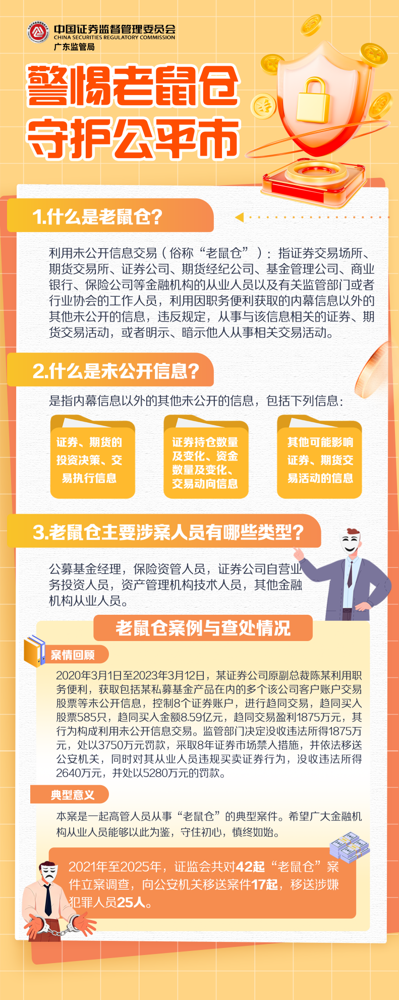 中国证券监督管理委员会
CHINA SECURITIES REGULATORY COMMISSION
广东监管局
警惕老鼠仓
守护公平市
1.什么是老鼠仓？
利用未公开信息交易（俗称“老鼠仓”）：指证券交易场所、
期货交易所、证券公司、期货经纪公司、基金管理公司、商业
银行、保险公司等金融机构的从业人员以及有关监管部门或者
行业协会的工作人员，利用因职务便利获取的内幕信息以外的
其他未公开的信息，违反规定，从事与该信息相关的证券、期
货交易活动，或者明示、暗示他人从事相关交易活动。
2.什么是未公开信息？
是指内幕信息以外的其他未公开的信息，包括下列信息：
证券、期货的
投资决策、交
易执行信息
证券持仓数量
及变化、资金
数量及变化、
交易动向信息
其他可能影响
证券、期货交
易活动的信息
3.老鼠仓主要涉案人员有哪些类型？
公募基金经理，保险资管人员，证券公司自营业
务投资人员，资产管理机构技术人员，其他金融
机构从业人员。
老鼠仓案例与查处情况
案情回顾
2020年3月1日至2023年3月12日，某证券公司原副总裁陈某利用职
务便利，获取包括某私募基金产品在内的多个该公司客户账户交易
股票等未公开信息，控制8个证券账户，进行趋同交易，趋同买入
股票585只，趋同买入金额8.59亿元，趋同交易盈利1875万元，其
行为构成利用未公开信息交易。监管部门决定没收违法所得1875万
元，处以3750万元罚款，采取8年证券市场禁入措施，并依法移送
公安机关，同时对其从业人员违规买卖证券行为，没收违法所得
2640万元，并处以5280万元的罚款。
典型意义
本案是一起高管人员从事“老鼠仓”的典型案件。希望广大金融机
构从业人员能够以此为鉴，守住初心，慎终如始。
2021年至2025年，证监会共对42起“老鼠仓”案
件立案调查，向公安机关移送案件17起，移送涉嫌
犯罪人员25人。